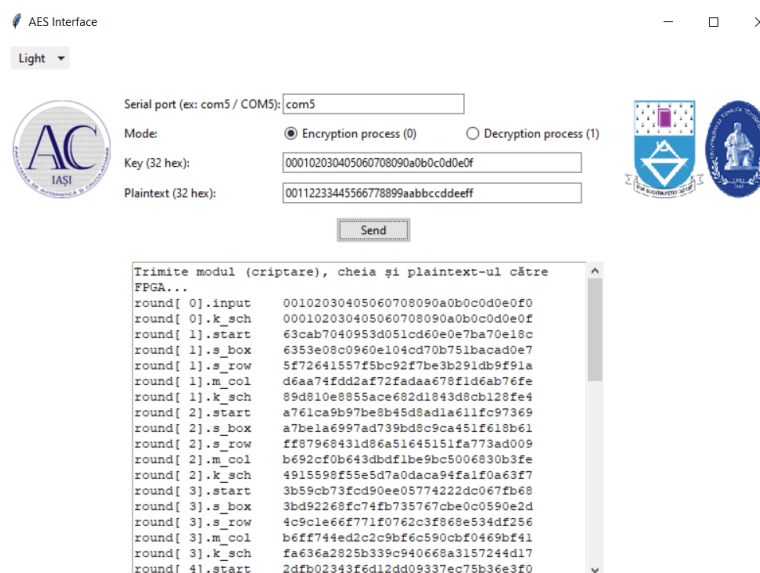 AES Interface
Light
Serial port (ex: com5 / COM5): com5
Mode: Encryption process (0) Decryption process (1)
Key (32 hex): 000102030405060708090a0b0c0d0e0f
Plaintext (32 hex): 00112233445566778899aabbccddeeff
Send
AC
IAȘI
Trimite modul (criptare), cheia și plaintext-ul către
FPGA...
round[ 0].input 00102030405060708090a0b0c0d0e0f0
round[ 0].k_sch 000102030405060708090a0b0c0d0e0f
round[ 1].start 63cab7040953d051cd60e0e7ba70e18c
round[ 1].s_box 6353e08c0960e104cd70b751bacad0e7
round[ 1].s_row 5f72641557f5bc92f7be3b291db9f91a
round[ 1].m_col d6aa74fdd2af72fadaa678f1d6ab76fe
round[ 1].k_sch 89d810e8855ace682d1843d8cb128fe4
round[ 2].start a761ca9b97be8b45d8ad1a611fc97369
round[ 2].s_box a7be1a6997ad739bd8c9ca451f618b61
round[ 2].s_row ff87968431d86a51645151fa773ad009
round[ 2].m_col b692cf0b643dbdf1be9bc5006830b3fe
round[ 2].k_sch 4915598f55e5d7a0daca94fa1f0a63f7
round[ 3].start 3b59cb73fcd90ee05774222dc067fb68
round[ 3].s_box 3bd92268fc74fb735767cbe0c0590e2d
round[ 3].s_row 4c9c1e66f771f0762c3f868e534df256
round[ 3].m_col b6ff744ed2c2c9bf6c590cbf0469bf41
round[ 3].k_sch fa636a2825b339c940668a3157244d17
round[ 4].start 2dfb02343f6d12dd09337ec75b36e3f0